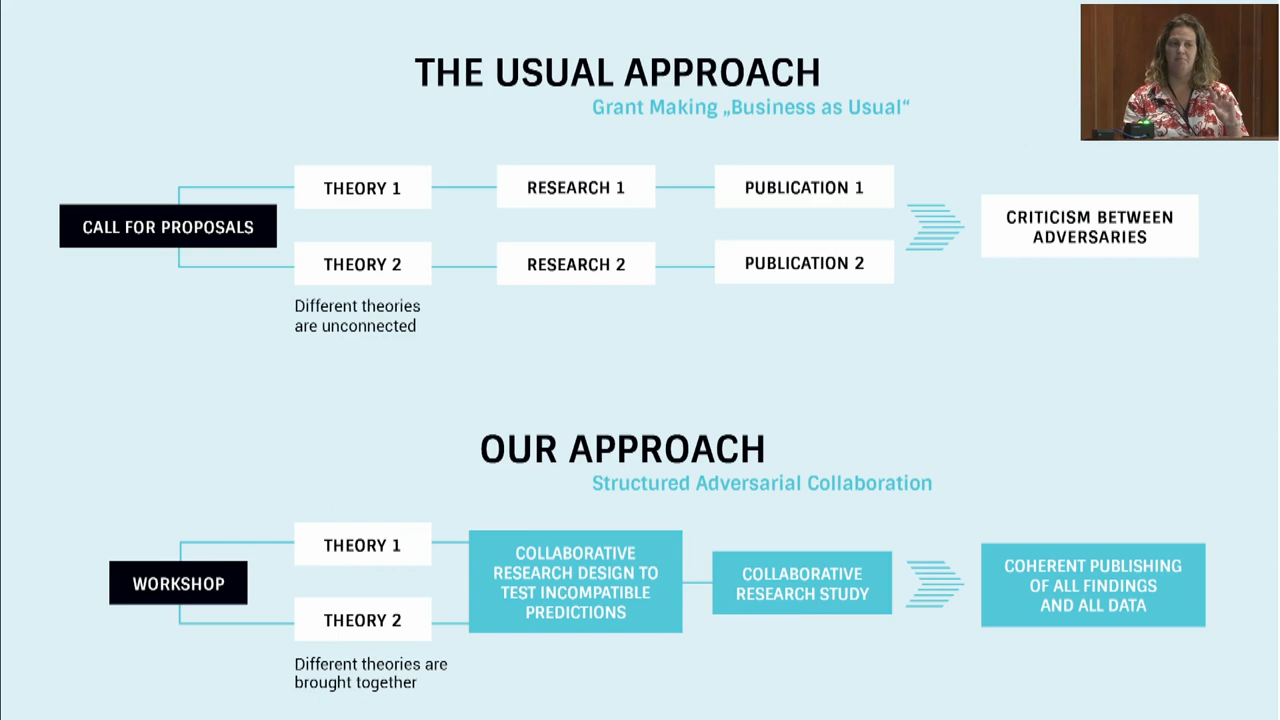 THE USUAL APPROACH
Grant Making „Business as Usual“
CALL FOR PROPOSALS
THEORY 1
RESEARCH 1
PUBLICATION 1
THEORY 2
RESEARCH 2
PUBLICATION 2
CRITICISM BETWEEN
ADVERSARIES
Different theories
are unconnected
OUR APPROACH
Structured Adversarial Collaboration
WORKSHOP
THEORY 1
THEORY 2
COLLABORATIVE
RESEARCH DESIGN TO
TEST INCOMPATIBLE
PREDICTIONS
COLLABORATIVE
RESEARCH STUDY
COHERENT PUBLISHING
OF ALL FINDINGS
AND ALL DATA
Different theories are
brought together